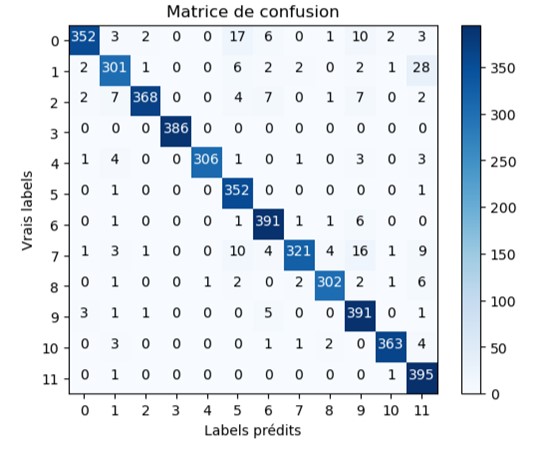 Matrice de confusion
0 352 3 2 0 0 17 6 0 1 10 2 3
1 2 301 1 0 0 6 2 2 0 2 1 28
2 2 7 368 0 0 4 7 0 1 7 0 2
3 0 0 0 386 0 0 0 0 0 0 0 0
4 1 4 0 0 306 1 0 1 0 3 0 3
5 0 1 0 0 0 352 0 0 0 0 0 1
6 0 1 0 0 0 1 391 1 1 6 0 0
7 1 3 1 0 0 10 4 321 4 16 1 9
8 0 1 0 0 1 2 0 2 302 2 1 6
9 3 1 1 0 0 0 5 0 0 391 0 1
10 0 3 0 0 0 0 1 1 2 0 363 4
11 0 1 0 0 0 0 0 0 0 0 1 395
0 1 2 3 4 5 6 7 8 9 10 11
Labels prédits
Vrais labels
350
300
250
200
150
100
50
0